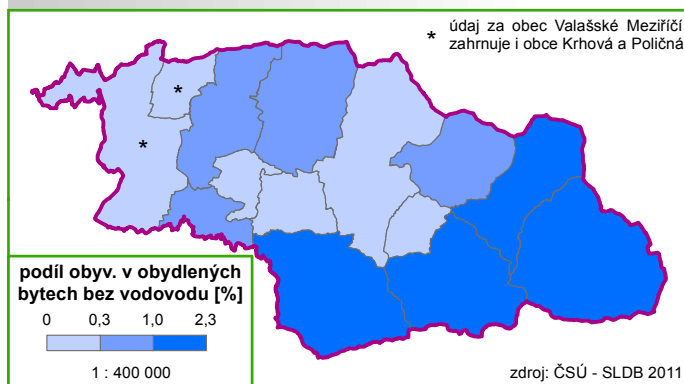 * údaj za obec Valašské Meziříčí
zahrnuje i obce Krhová a Poličná
*
*
podíl obyv. v obydlených
bytech bez vodovodu [%]
0 0,3 1,0 2,3
1 : 400 000
zdroj: ČSÚ - SLDB 2011